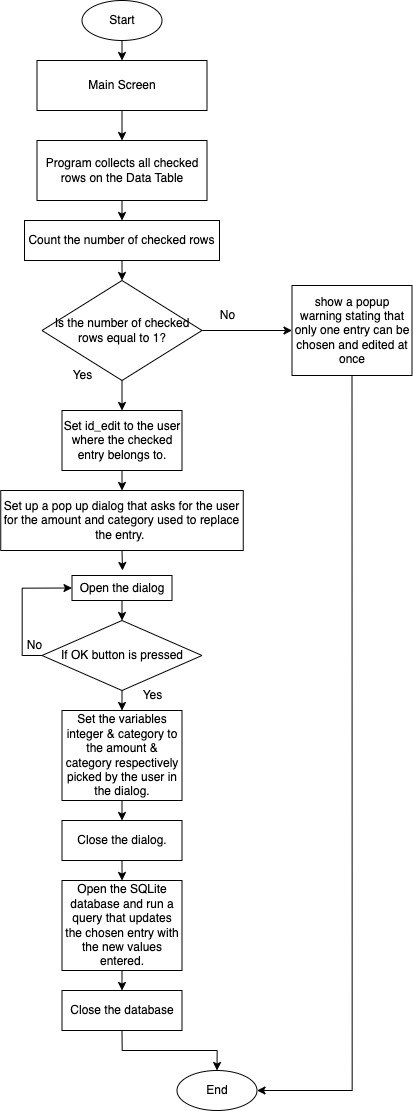 Start
Main Screen
Program collects all checked
rows on the Data Table
Count the number of checked rows
Is the number of checked
rows equal to 1?
No
show a popup
warning stating that
only one entry can be
chosen and edited at
once
Yes
Set id_edit to the user
where the checked
entry belongs to.
Set up a pop up dialog that asks for the user
for the amount and category used to replace
the entry.
Open the dialog
No
If OK button is pressed
Yes
Set the variables
integer & category to
the amount &
category respectively
picked by the user in
the dialog.
Close the dialog.
Open the SQLite
database and run a
query that updates
the chosen entry with
the new values
entered.
Close the database
End